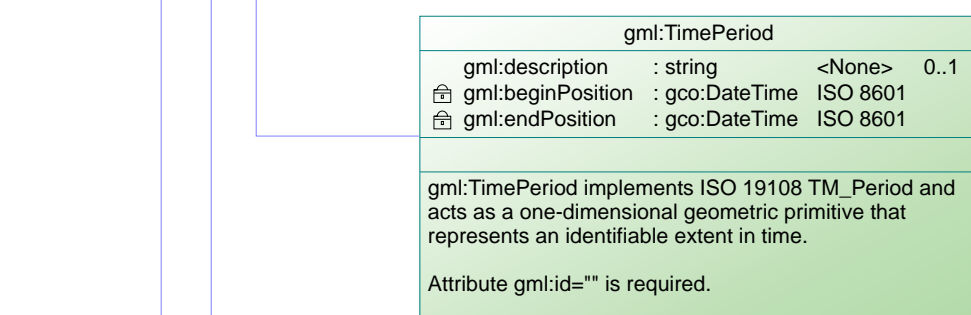 gml:TimePeriod
gml:description : string <None> 0..1
gml:beginPosition : gco:DateTime ISO 8601
gml:endPosition : gco:DateTime ISO 8601
gml:TimePeriod implements ISO 19108 TM_Period and
acts as a one-dimensional geometric primitive that
represents an identifiable extent in time.
Attribute gml:id="" is required.